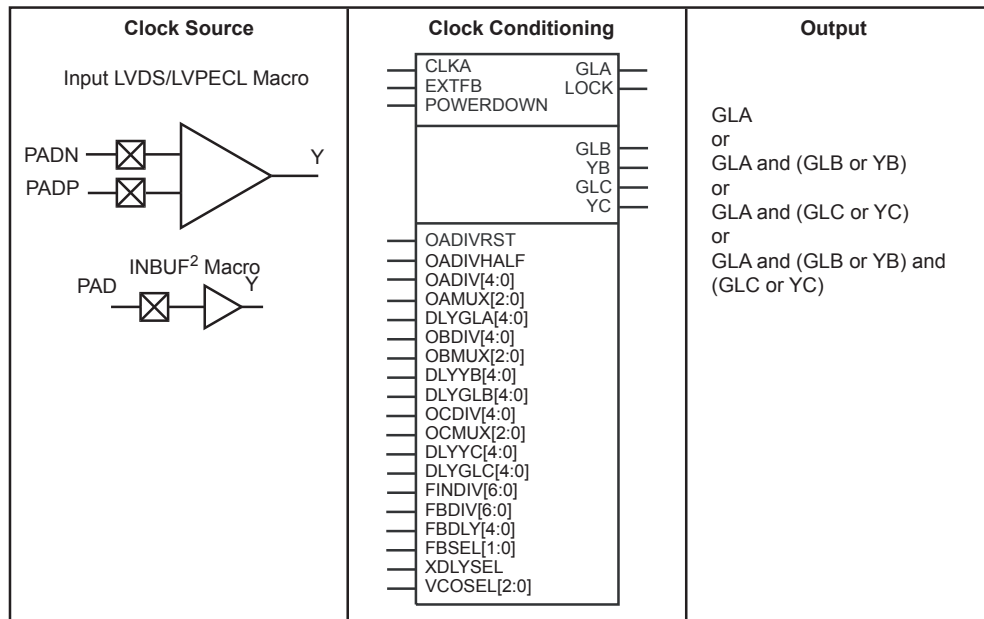 Clock Source
Input LVDS/LVPECL Macro
PADN
PADP
Y
INBUF² Macro
PAD
Y
Clock Conditioning
CLKA
EXTFB
POWERDOWN
GLA
LOCK
GLB
YB
GLC
YC
OADIVRST
OADIVHALF
OADIV[4:0]
OAMUX[2:0]
DLYGLA[4:0]
OBDIV[4:0]
OBMUX[2:0]
DLYYB[4:0]
DLYGLB[4:0]
OCDIV[4:0]
OCMUX[2:0]
DLYYC[4:0]
DLYGLC[4:0]
FINDIV[6:0]
FBDIV[6:0]
FBDLY[4:0]
FBSEL[1:0]
XDLYSEL
VCOSEL[2:0]
Output
GLA
or
GLA and (GLB or YB)
or
GLA and (GLC or YC)
or
GLA and (GLB or YB) and
(GLC or YC)